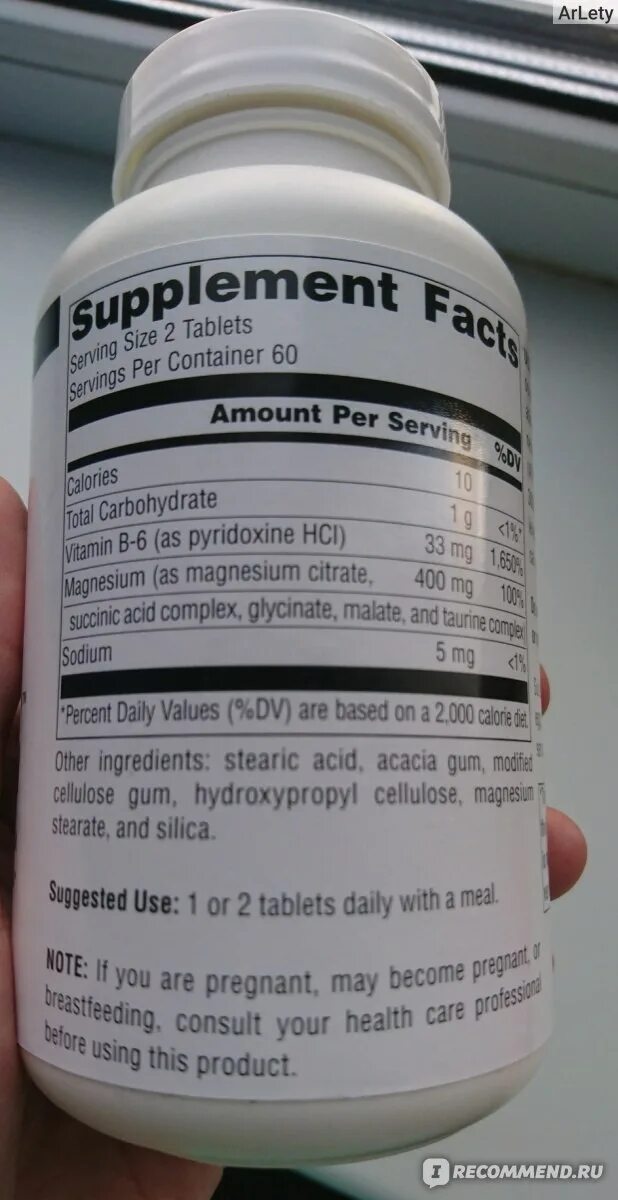 ArLety
Supplement Facts
Serving Size 2 Tablets
Servings Per Container 60
Amount Per Serving %DV
Calories 10
Total Carbohydrate 1 g <1%*
Vitamin B-6 (as pyridoxine HCl) 33 mg 1,650%
Magnesium (as magnesium citrate, 400 mg 100%
succinic acid complex, glycinate, malate, and taurine complex)
Sodium 5 mg <1%
*Percent Daily Values (%DV) are based on a 2,000 calorie diet.
Other ingredients: stearic acid, acacia gum, modified
cellulose gum, hydroxypropyl cellulose, magnesium
stearate, and silica.
Suggested Use: 1 or 2 tablets daily with a meal.
NOTE: If you are pregnant, may become pregnant, or
breastfeeding, consult your health care professional
before using this product.
IRECOMMEND.RU